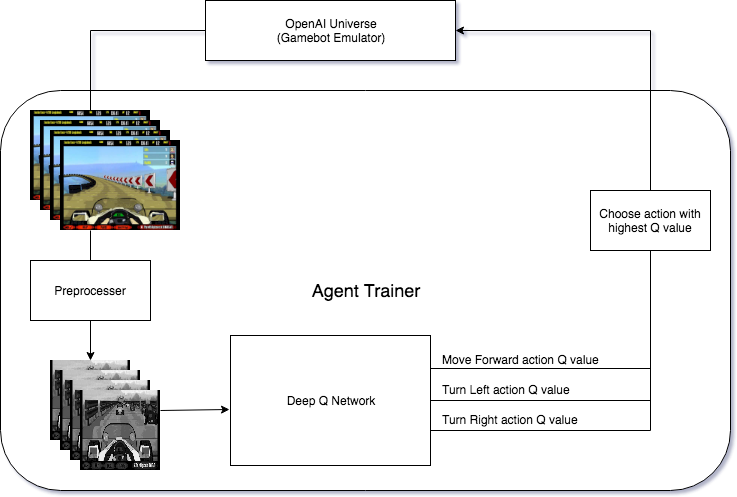 OpenAI Universe
(Gamebot Emulator)
Choose action with
highest Q value
Preprocesser
Agent Trainer
Move Forward action Q value
Deep Q Network
Turn Left action Q value
Turn Right action Q value